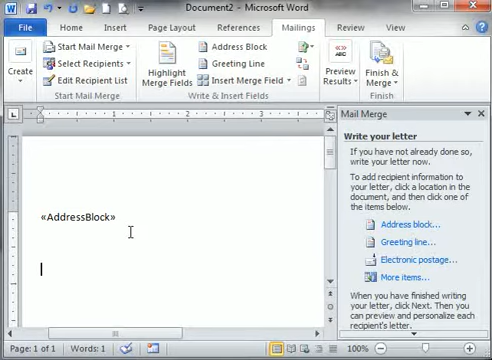 Document2 - Microsoft Word
File Home Insert Page Layout References Mailings Review View
Create
Start Mail Merge
Select Recipients
Edit Recipient List
Start Mail Merge
Highlight Merge Fields
Address Block
Greeting Line
Insert Merge Field
Write & Insert Fields
ABC
Preview Results
Finish & Merge
Finish
1 2 3
«AddressBlock»
Mail Merge
Write your letter
If you have not already done so,
write your letter now.
To add recipient information to
your letter, click a location in the
document, and then click one of
the items below.
Address block...
Greeting line...
Electronic postage...
More items...
When you have finished writing
your letter, click Next. Then you
can preview and personalize each
recipient's letter.
Page: 1 of 1 Words: 1 100%